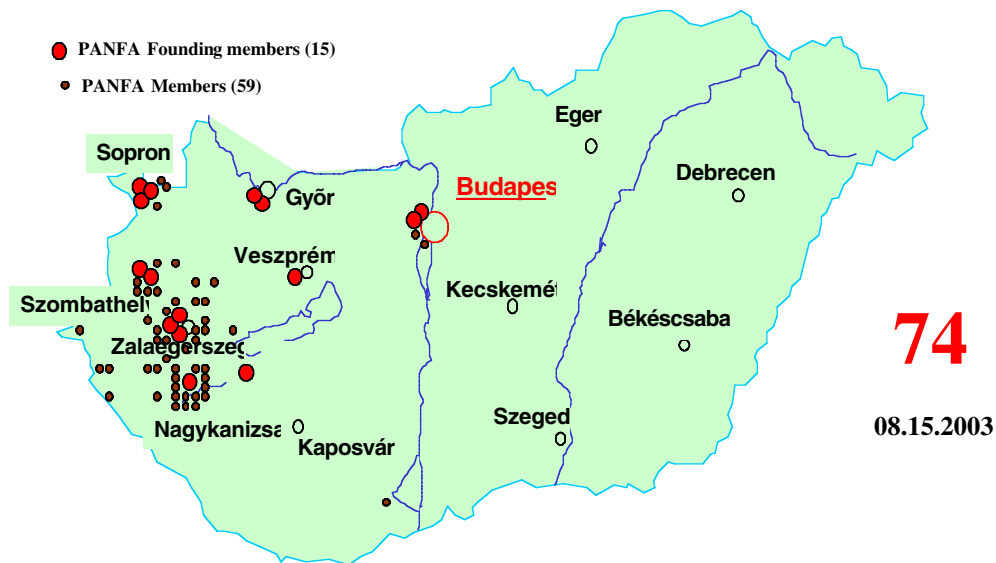 PANFA Founding members (15)
PANFA Members (59)
Eger
Sopron
Debrecen
Budapes
Győr
Veszprém
Kecskemét
Szombathely
Békéscsaba
74
Zalaegerszeg
Szeged
08.15.2003
Nagykanizsa
Kaposvár